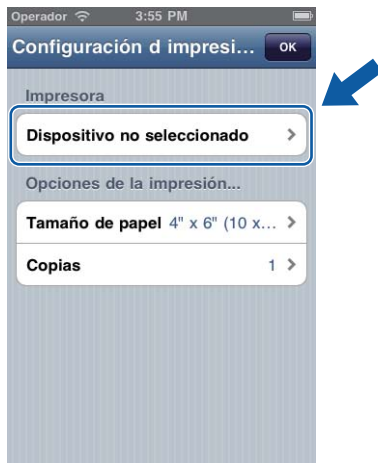 Operador 3:55 PM
Configuración d impresi... OK
Impresora
Dispositivo no seleccionado
Opciones de la impresión...
Tamaño de papel 4" x 6" (10 x...
Copias 1